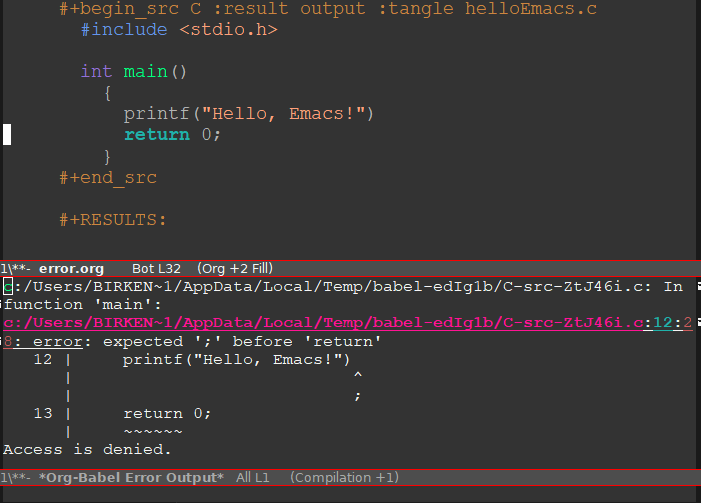 #+begin_src C :result output :tangle helloEmacs.c
#include <stdio.h>
int main()
{
printf("Hello, Emacs!")
return 0;
}
#+end_src
#+RESULTS:
1\**- error.org Bot L32 (Org +2 Fill)
c:/Users/BIRKEN~1/AppData/Local/Temp/babel-edIg1b/C-src-ZtJ46i.c: In
function 'main':
c:/Users/BIRKEN~1/AppData/Local/Temp/babel-edIg1b/C-src-ZtJ46i.c:12:2
8: error: expected ';' before 'return'
12 | printf("Hello, Emacs!")
| ^
| ;
13 | return 0;
| ~~~~~~
Access is denied.
1\**- *Org-Babel Error Output* All L1 (Compilation +1)